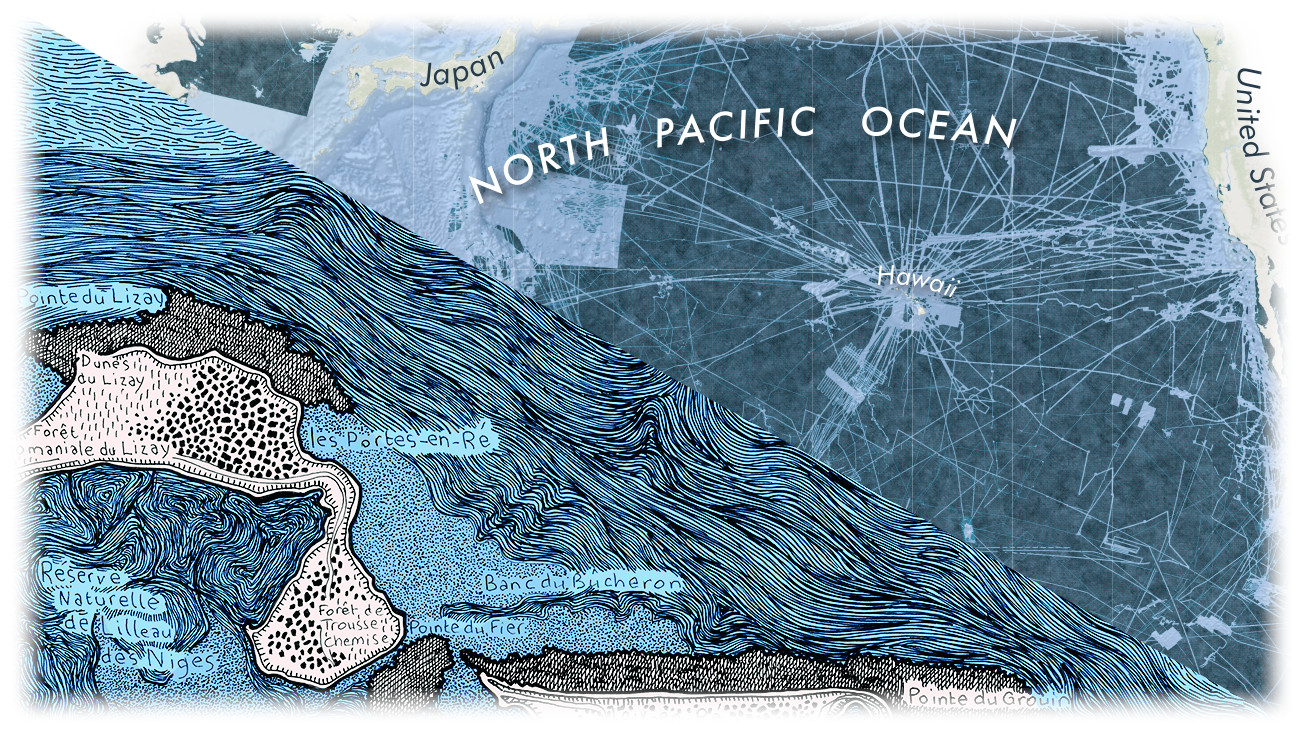 Japan
NORTH PACIFIC OCEAN
United States
Hawaii
Pointe du Lizay
Dunes
du Lizay
Forêt
omaniale du Lizay
les Portes-en-Ré
Réserve
Naturelle
de Lilleau
des Niges
Banc du Bucheron
Forêt de
Trousse
chemise
Pointe du Fier
Pointe du Grouin